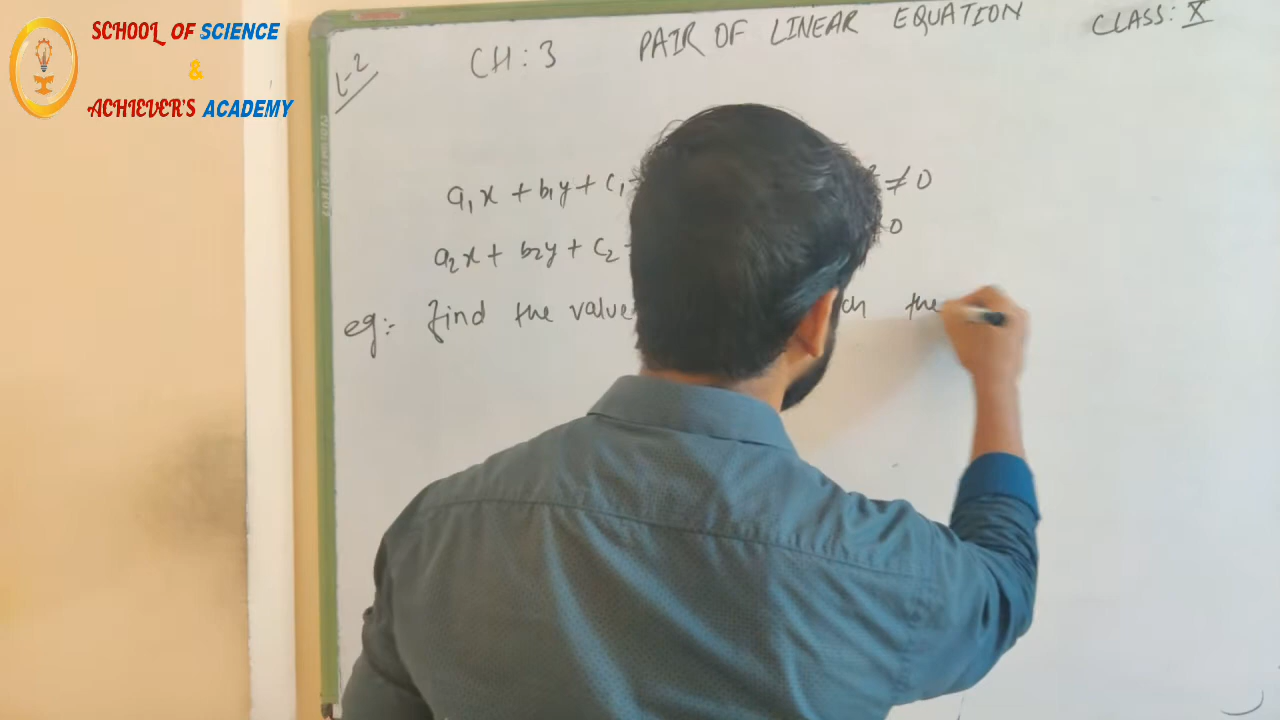 SCHOOL OF SCIENCE
&
ACHIEVER'S ACADEMY
L-2
CH : 3 PAIR OF LINEAR EQUATION CLASS : X
a₁x + b₁y + c₁ ² ≠ 0
a₂x + b₂y + c₂ ≠ 0
eg:- find the value the